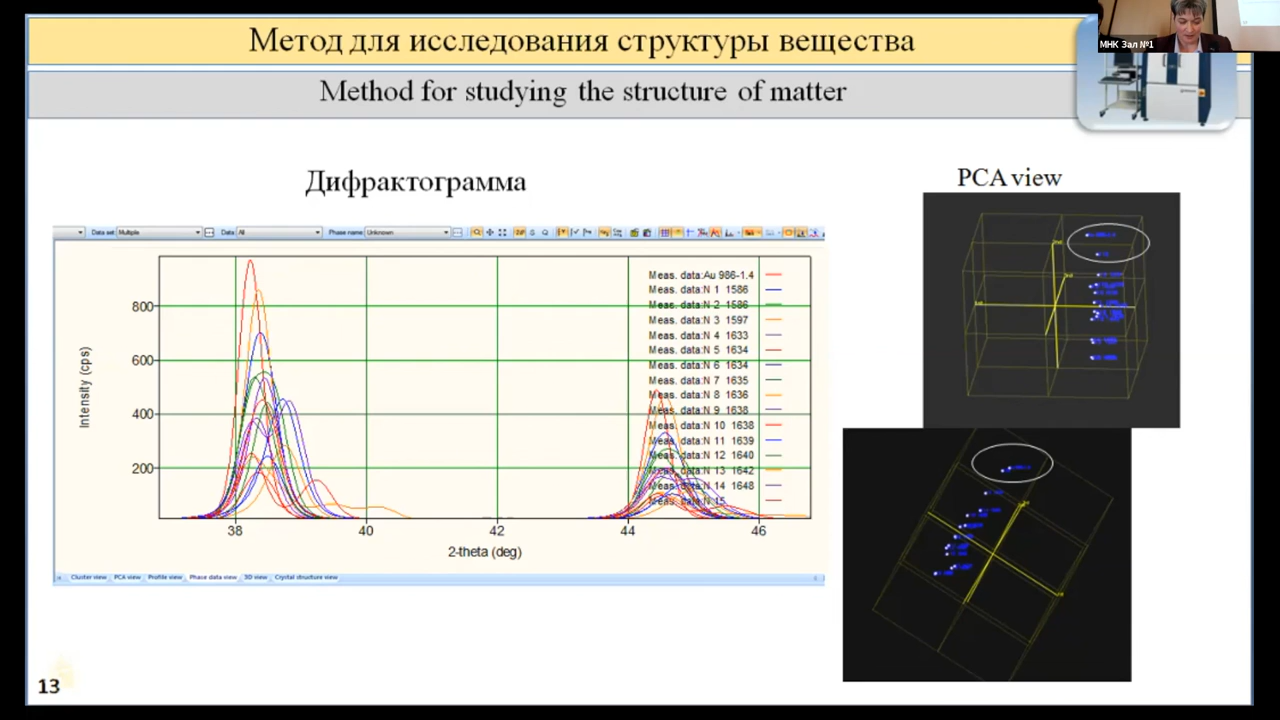 Метод для исследования структуры вещества
МНК Зал №1
Method for studying the structure of matter
Дифрактограмма
PCA view
Data set: Multiple
Data: All
Phase name: Unknown
Meas. data:Au 986-1.4
Meas. data:N 1 1586
Meas. data:N 2 1586
Meas. data:N 3 1597
Meas. data:N 4 1633
Meas. data:N 5 1634
Meas. data:N 6 1634
Meas. data:N 7 1635
Meas. data:N 8 1636
Meas. data:N 9 1638
Meas. data:N 10 1638
Meas. data:N 11 1639
Meas. data:N 12 1640
Meas. data:N 13 1642
Meas. data:N 14 1648
Meas. data:N 15
800
600
400
200
Intensity (cps)
38 40 42 44 46
2-theta (deg)
Cluster view PCA view Profile view Phase data view 3D view Crystal structure view
13